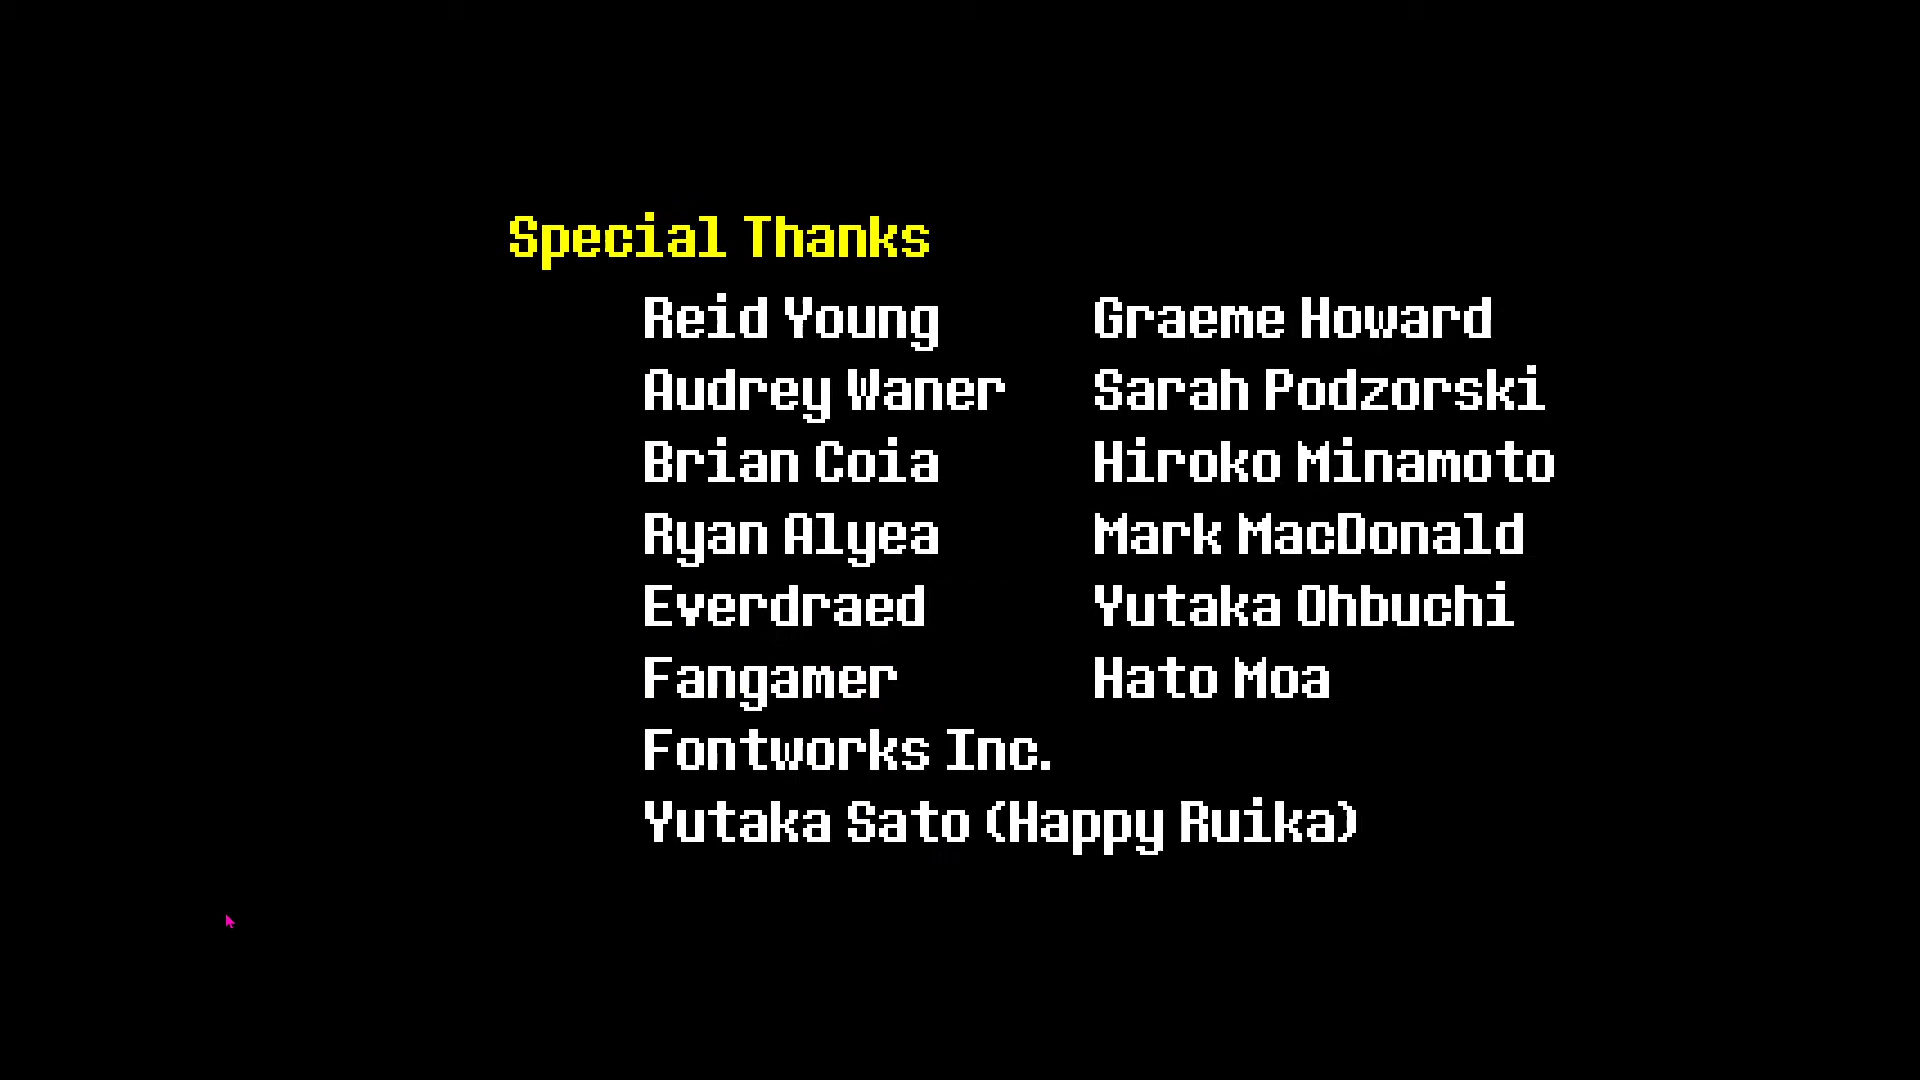 Special Thanks
Reid Young Graeme Howard
Audrey Waner Sarah Podzorski
Brian Coia Hiroko Minamoto
Ryan Alyea Mark MacDonald
Everdraed Yutaka Ohbuchi
Fangamer Hato Moa
Fontworks Inc.
Yutaka Sato (Happy Ruika)